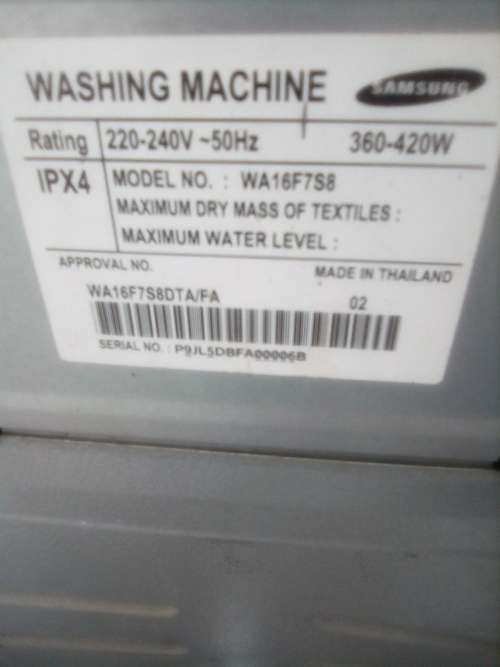 WASHING MACHINE SAMSUNG
Rating 220-240V ~50Hz 360-420W
IPX4 MODEL NO. : WA16F7S8
MAXIMUM DRY MASS OF TEXTILES :
MAXIMUM WATER LEVEL :
APPROVAL NO. MADE IN THAILAND
WA16F7S8DTA/FA 02
SERIAL NO. : P9JL5DBFA00006B